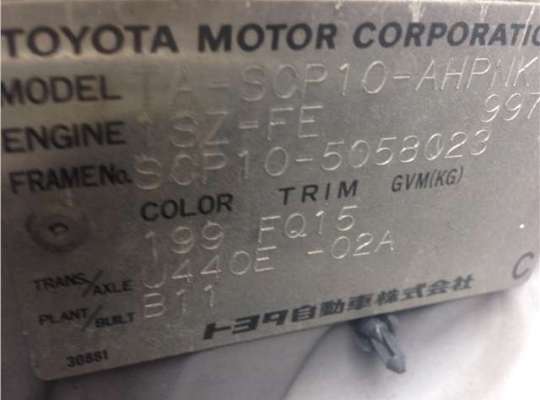 TOYOTA MOTOR CORPORATIO
MODEL TA-SCP10-AHPNK
ENGINE 1SZ-FE 997
FRAME No. SCP10-5058023
COLOR TRIM GVM(KG)
199 FQ15
TRANS/AXLE U440E -02A
PLANT/BUILT B11 C
トヨタ自動車株式会社
30551